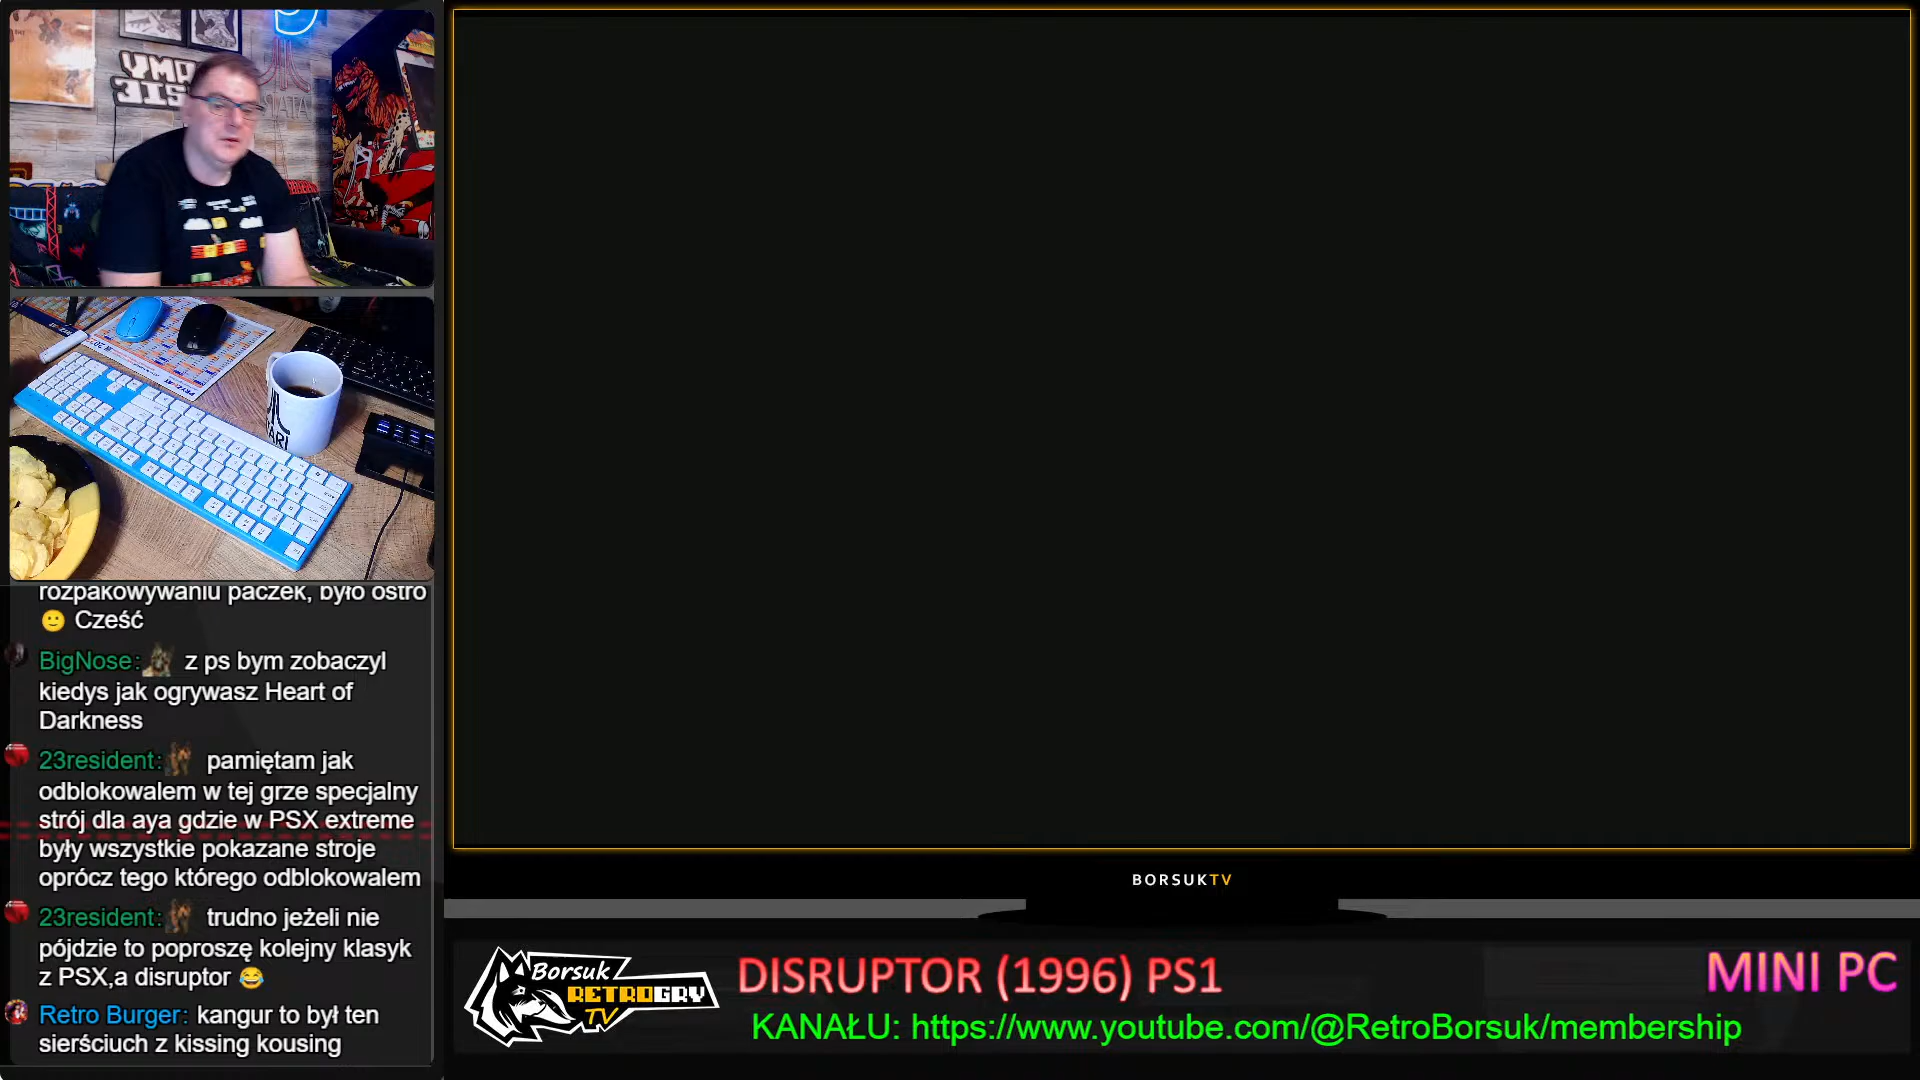 rozpakowywaniu paczek, było ostro
🙂 Cześć
BigNose: z ps bym zobaczyl
kiedys jak ogrywasz Heart of
Darkness
23resident: pamiętam jak
odblokowalem w tej grze specjalny
strój dla aya gdzie w PSX extreme
były wszystkie pokazane stroje
oprócz tego którego odblokowalem
23resident: trudno jeżeli nie
pójdzie to poproszę kolejny klasyk
z PSX,a disruptor 😂
Retro Burger: kangur to był ten
sierściuch z kissing kousing
BORSUKTV
Borsuk
RETROGRY
TV
DISRUPTOR (1996) PS1
MINI PC
KANAŁU: https://www.youtube.com/@RetroBorsuk/membership